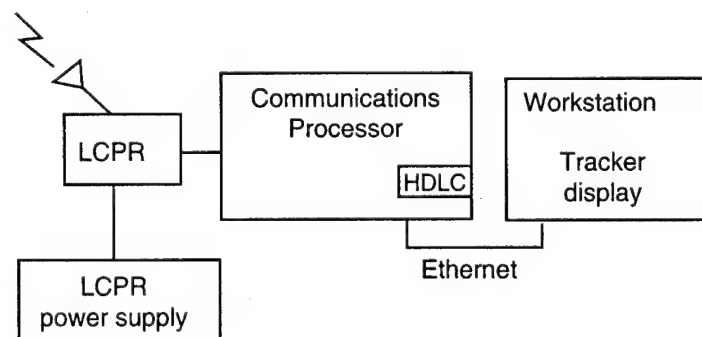 Communications
Processor
Workstation
LCPR
HDLC
Tracker
display
Ethernet
LCPR
power supply